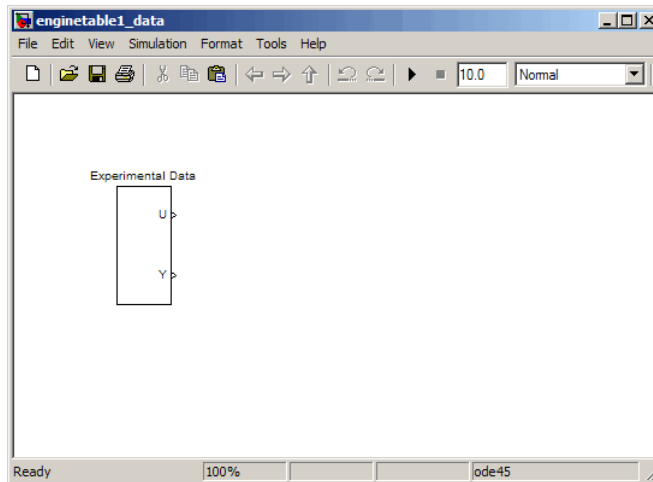 enginetable1_data
File Edit View Simulation Format Tools Help
10.0 Normal
Experimental Data
U
Y
Ready 100% ode45